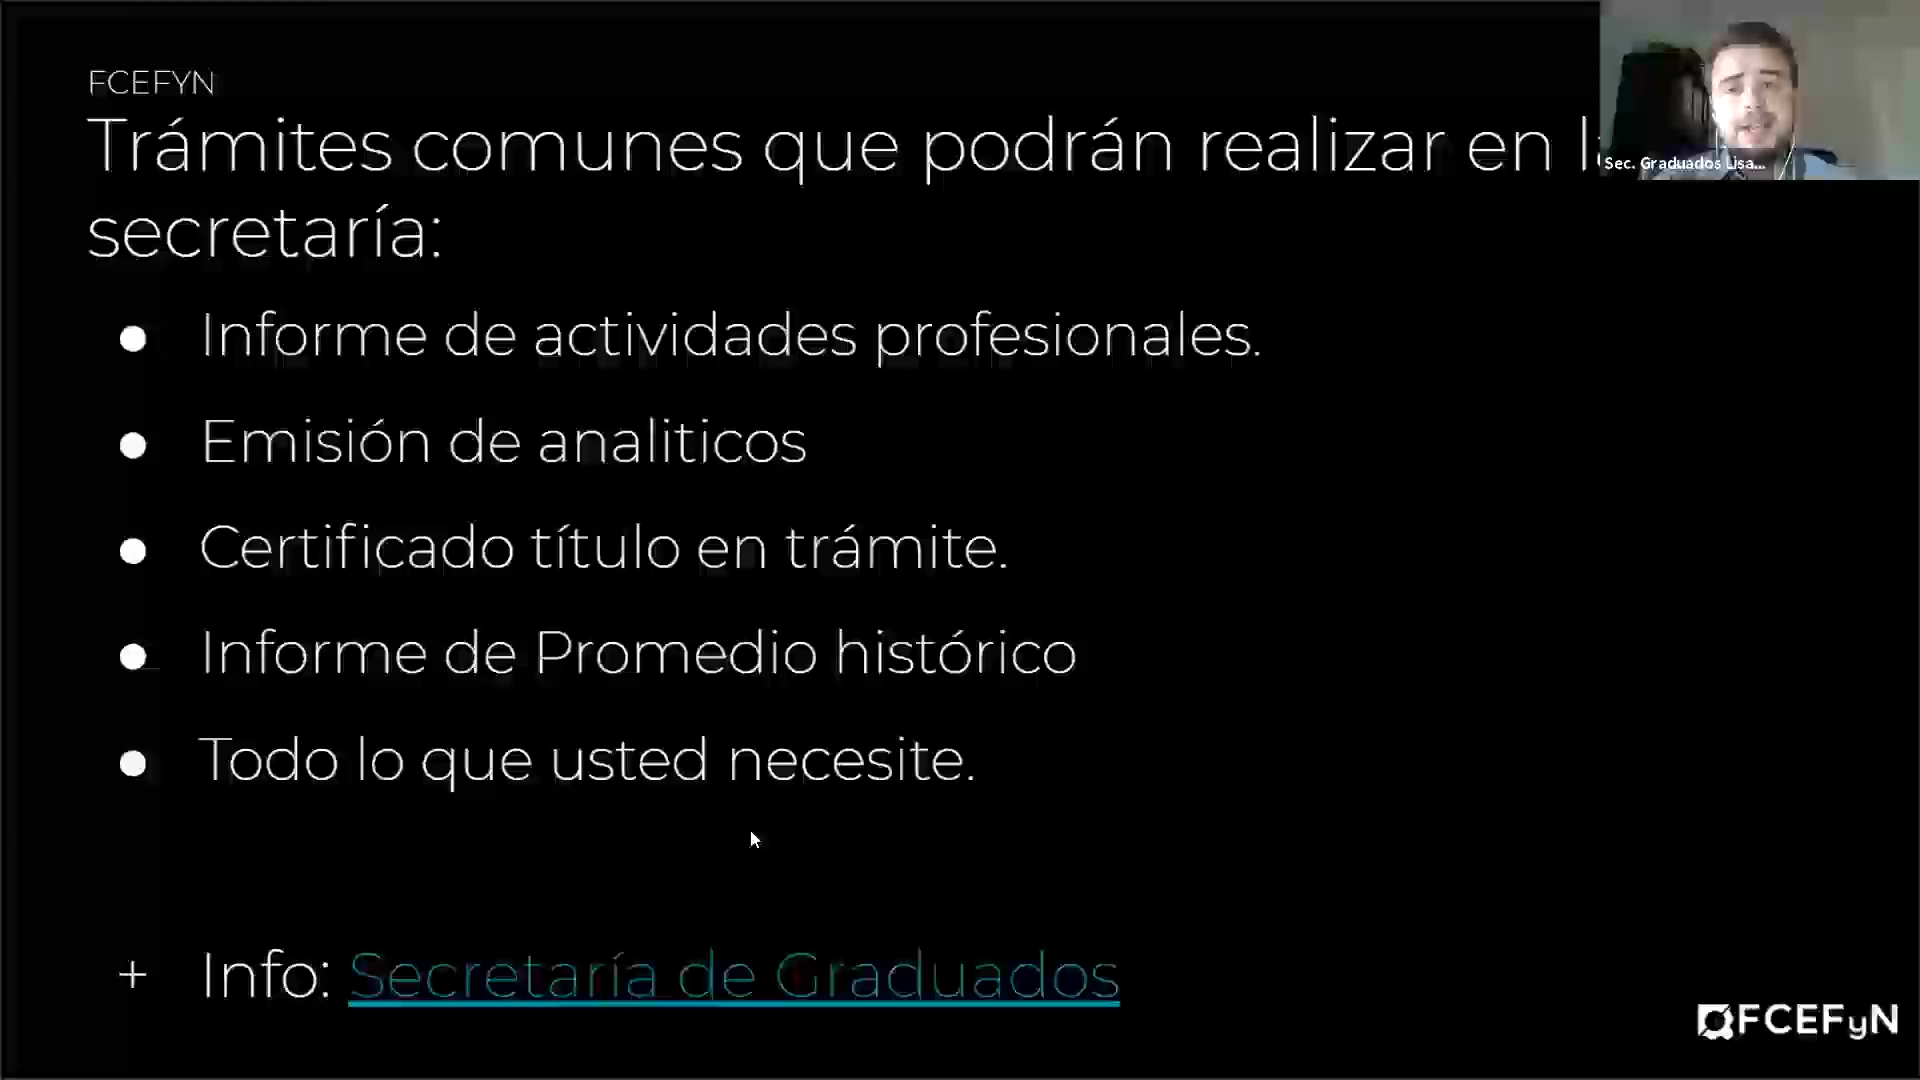 FCEFYN
Trámites comunes que podrán realizar en
secretaría:
● Informe de actividades profesionales.
● Emisión de analiticos
● Certificado título en trámite.
● Informe de Promedio histórico
● Todo lo que usted necesite.
+ Info: Secretaría de Graduados
Sec. Graduados Lisa...
FCEFyN